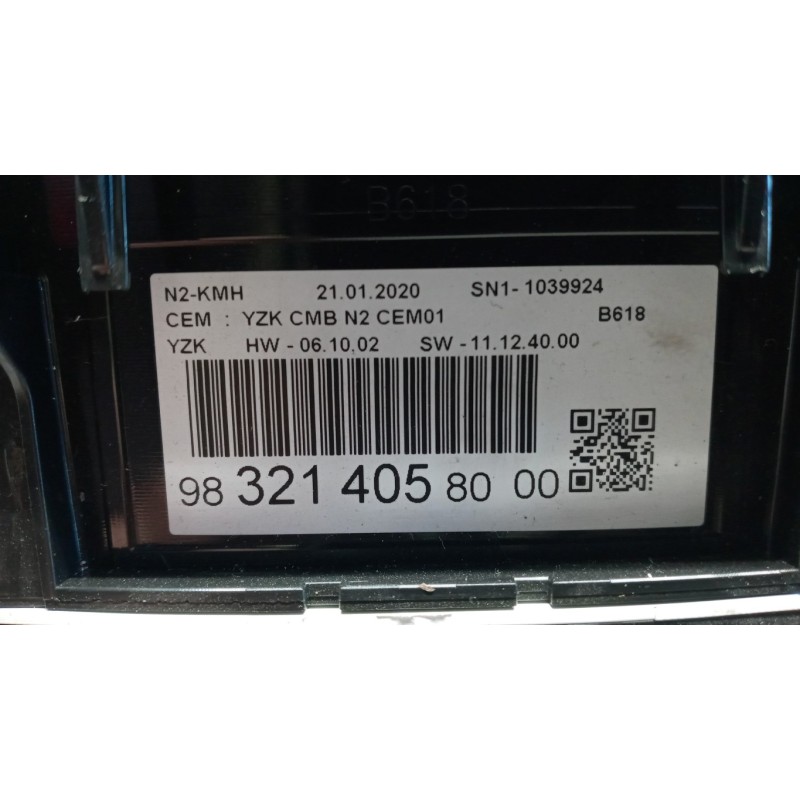 B618
N2-KMH 21.01.2020 SN1- 1039924
CEM : YZK CMB N2 CEM01 B618
YZK HW - 06.10,02 SW - 11.12.40.00
98 321 405 80 00